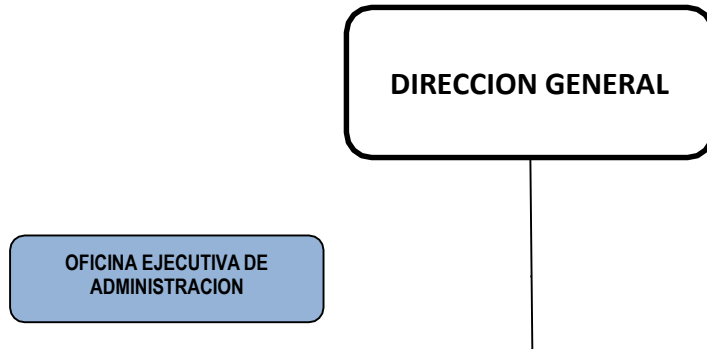 DIRECCION GENERAL
OFICINA EJECUTIVA DE
ADMINISTRACION